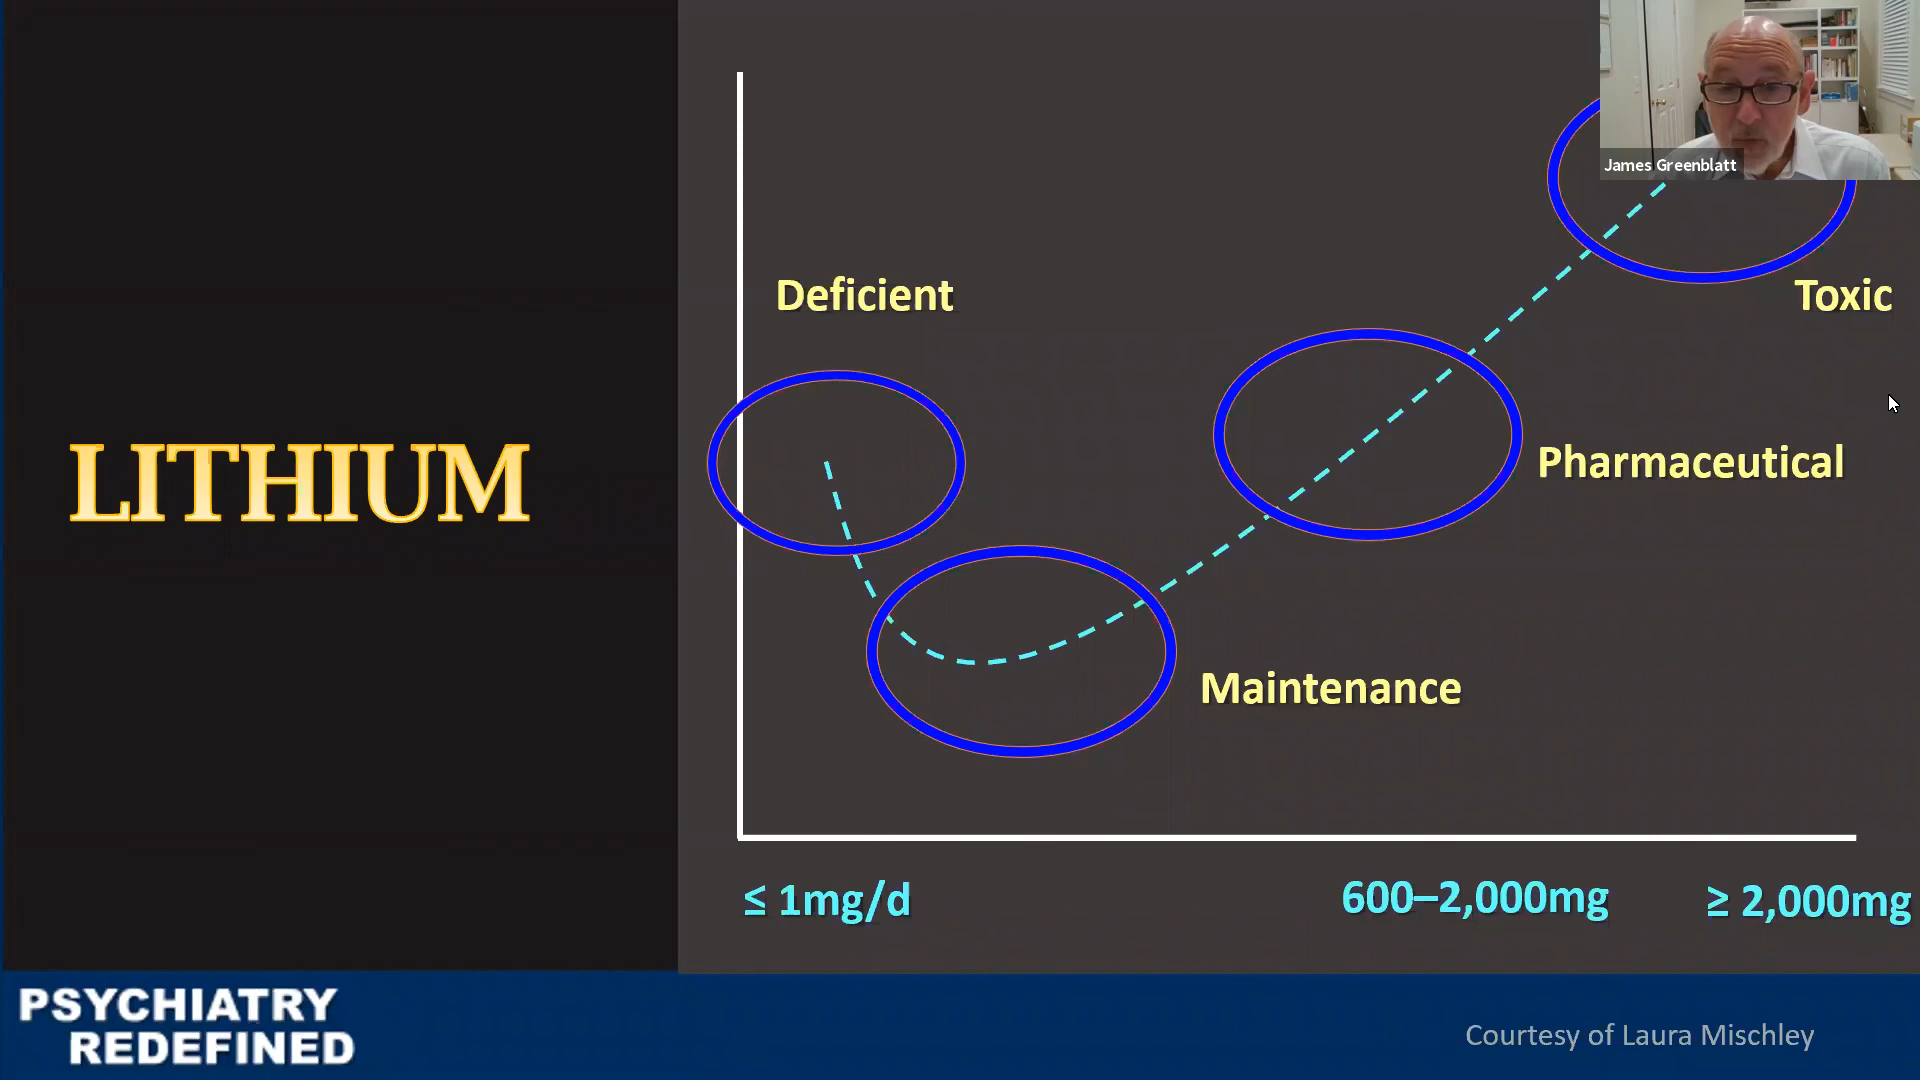 James Greenblatt
Deficient
Toxic
LITHIUM
Pharmaceutical
Maintenance
≤ 1mg/d
600–2,000mg
≥ 2,000mg
PSYCHIATRY
REDEFINED
Courtesy of Laura Mischley